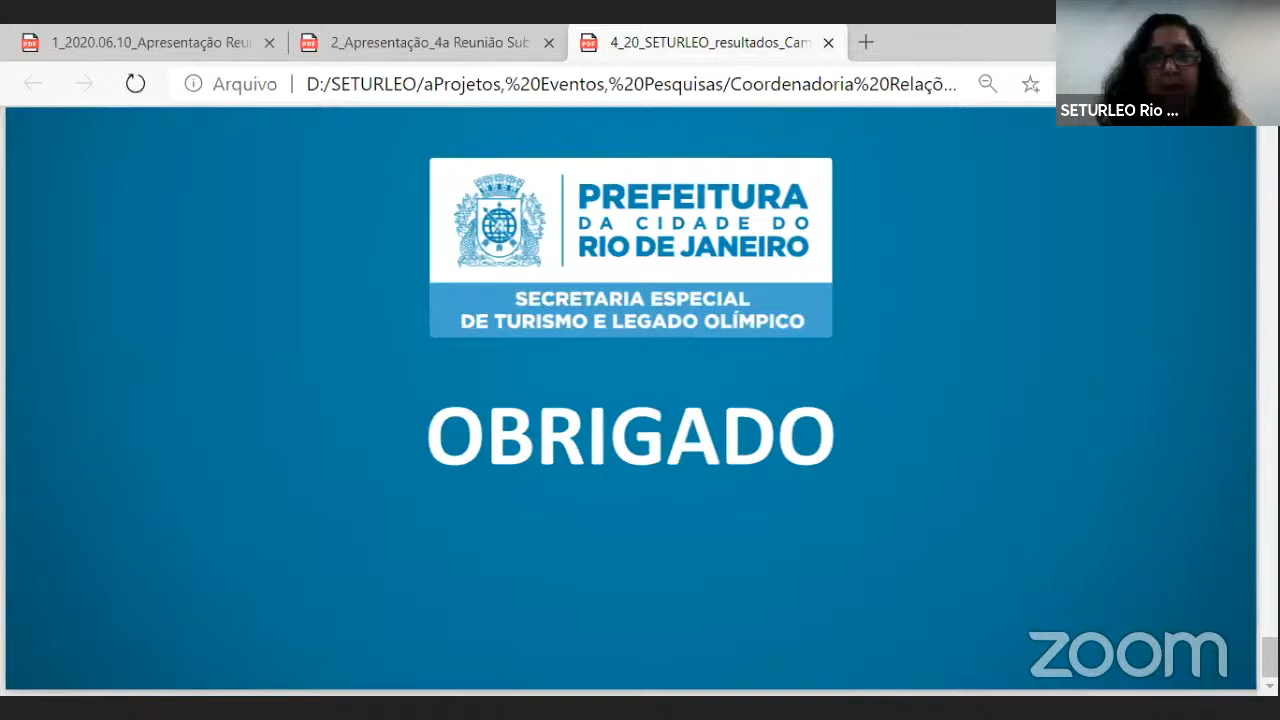 1_2020.06.10_Apresentação Reu
2_Apresentação_4a Reunião Sub
4_20_SETURLEO_resultados_Cam
Arquivo
D:/SETURLEO/aProjetos,%20Eventos,%20Pesquisas/Coordenadoria%20Relaçõ...
SETURLEO Rio ...
PREFEITURA
DA CIDADE DO
RIO DE JANEIRO
SECRETARIA ESPECIAL
DE TURISMO E LEGADO OLÍMPICO
OBRIGADO
zoom